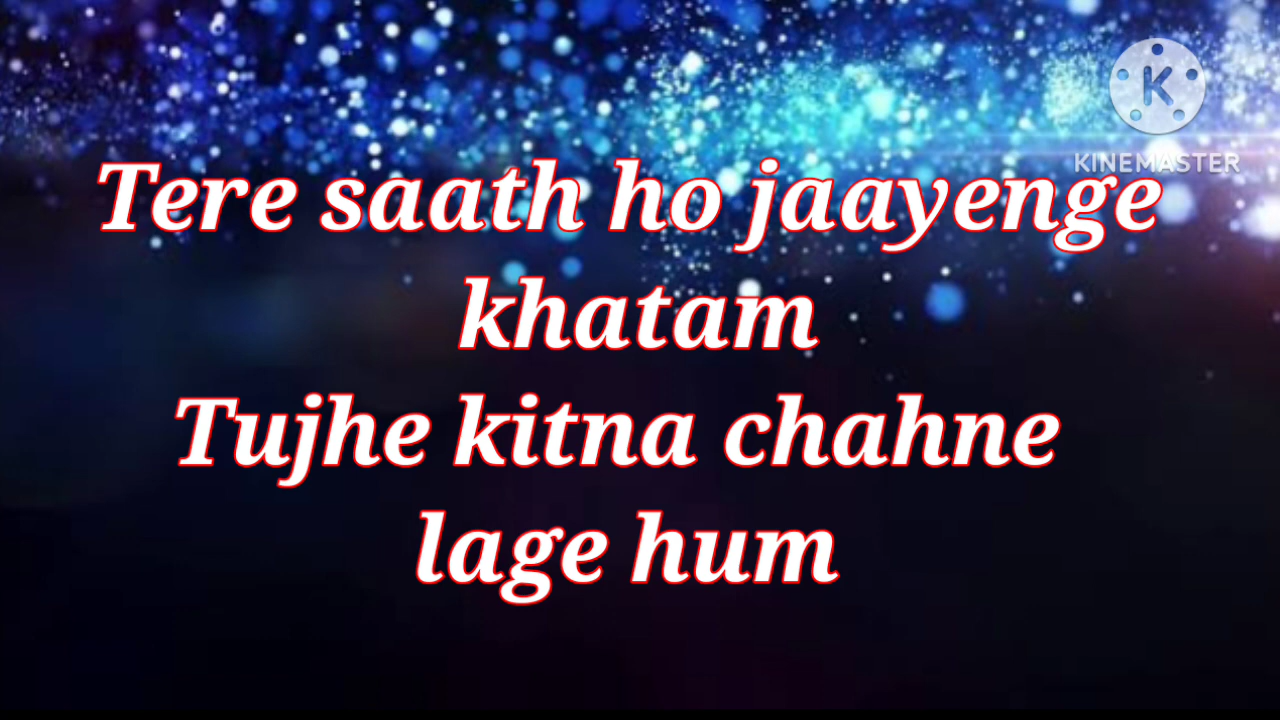 KINEMASTER
Tere saath ho jaayenge
khatam
Tujhe kitna chahne
lage hum